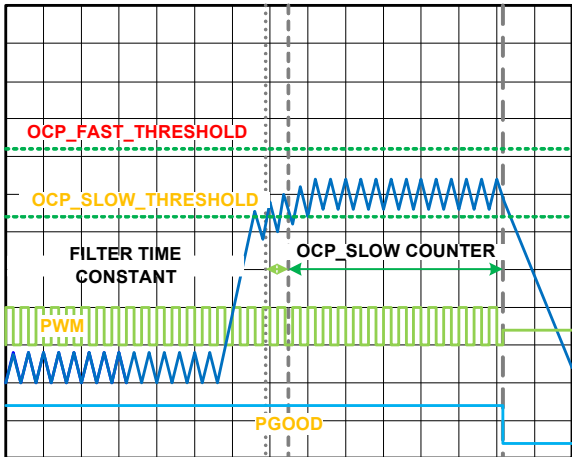 OCP_FAST_THRESHOLD
OCP_SLOW_THRESHOLD
FILTER TIME
CONSTANT
OCP_SLOW COUNTER
PWM
PGOOD